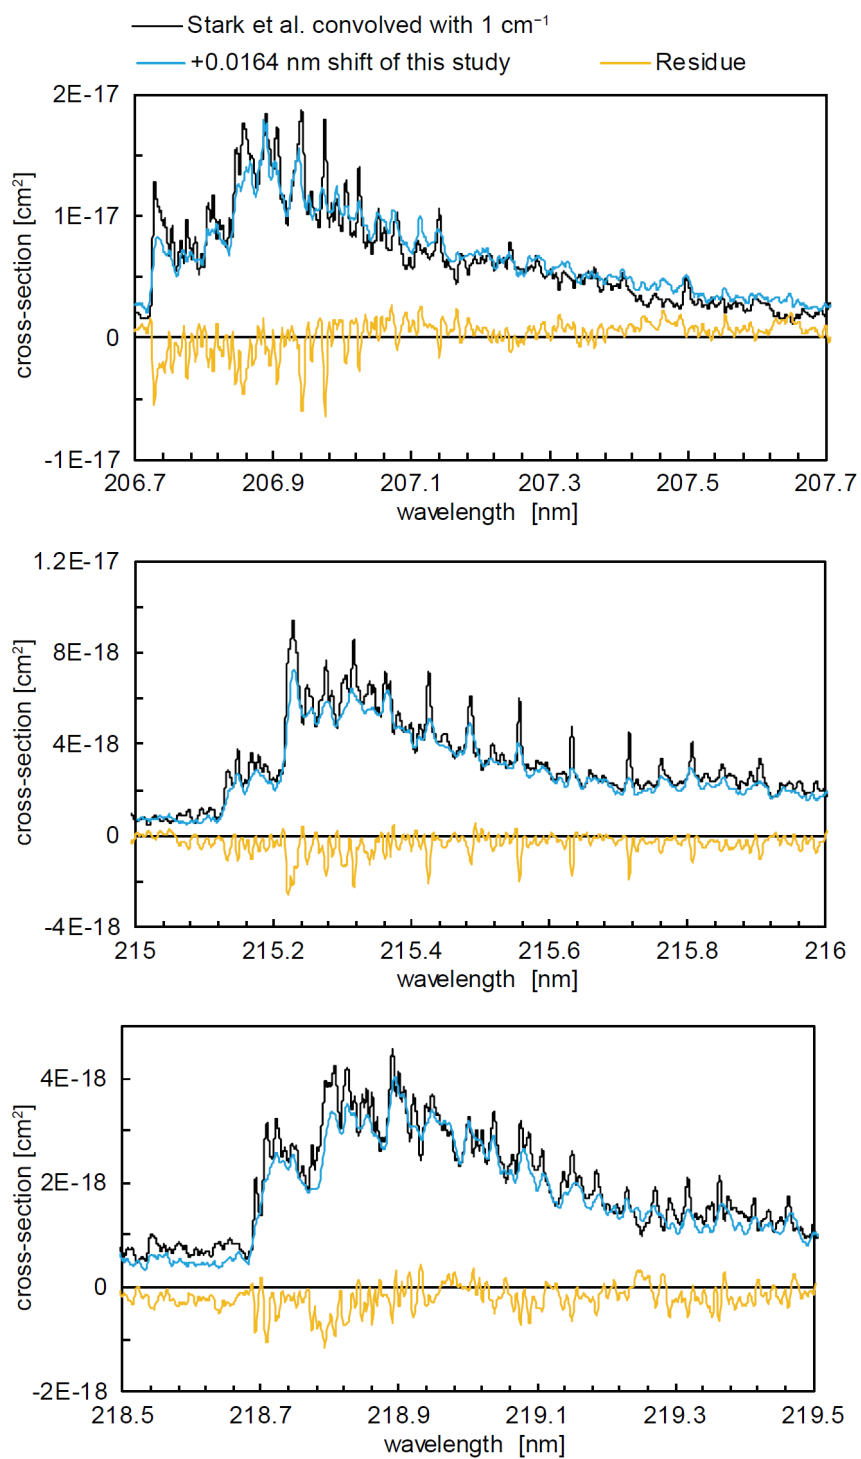 Stark et al. convolved with 1 cm⁻¹
+0.0164 nm shift of this study Residue
2E-17
1E-17
0
-1E-17
cross-section [cm²]
206.7 206.9 207.1 207.3 207.5 207.7
wavelength [nm]
1.2E-17
8E-18
4E-18
0
-4E-18
cross-section [cm²]
215 215.2 215.4 215.6 215.8 216
wavelength [nm]
4E-18
2E-18
0
-2E-18
cross-section [cm²]
218.5 218.7 218.9 219.1 219.3 219.5
wavelength [nm]